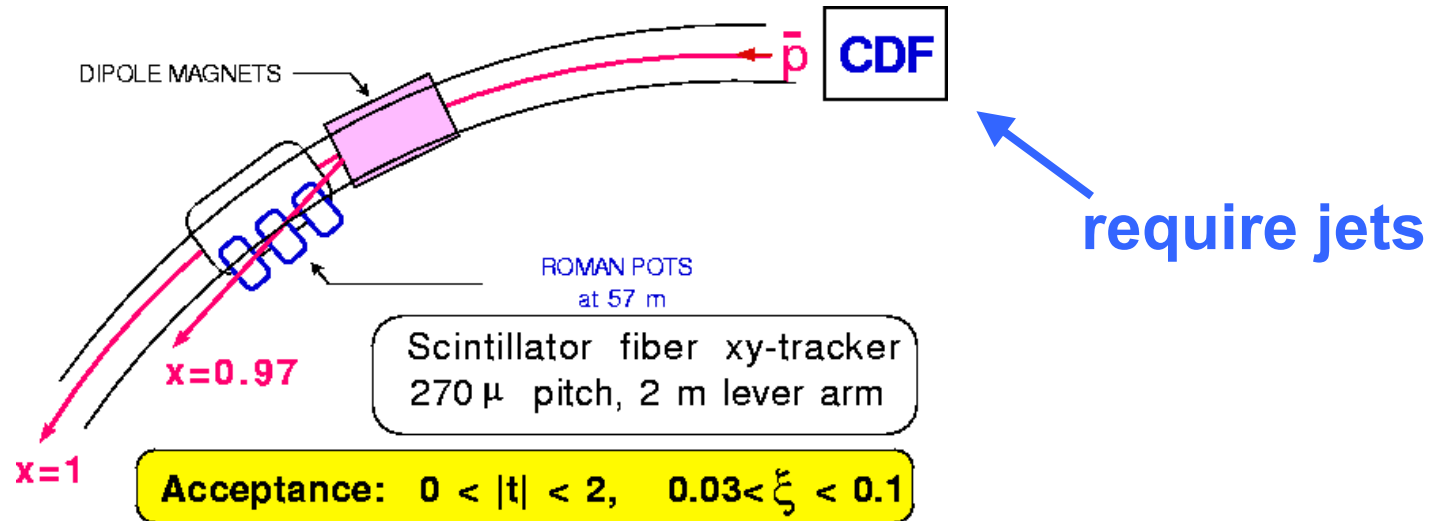 p̄
CDF
DIPOLE MAGNETS
require jets
ROMAN POTS
at 57 m
Scintillator fiber xy-tracker
270 μ pitch, 2 m lever arm
x=0.97
x=1
Acceptance: 0 < |t| < 2, 0.03< ξ < 0.1